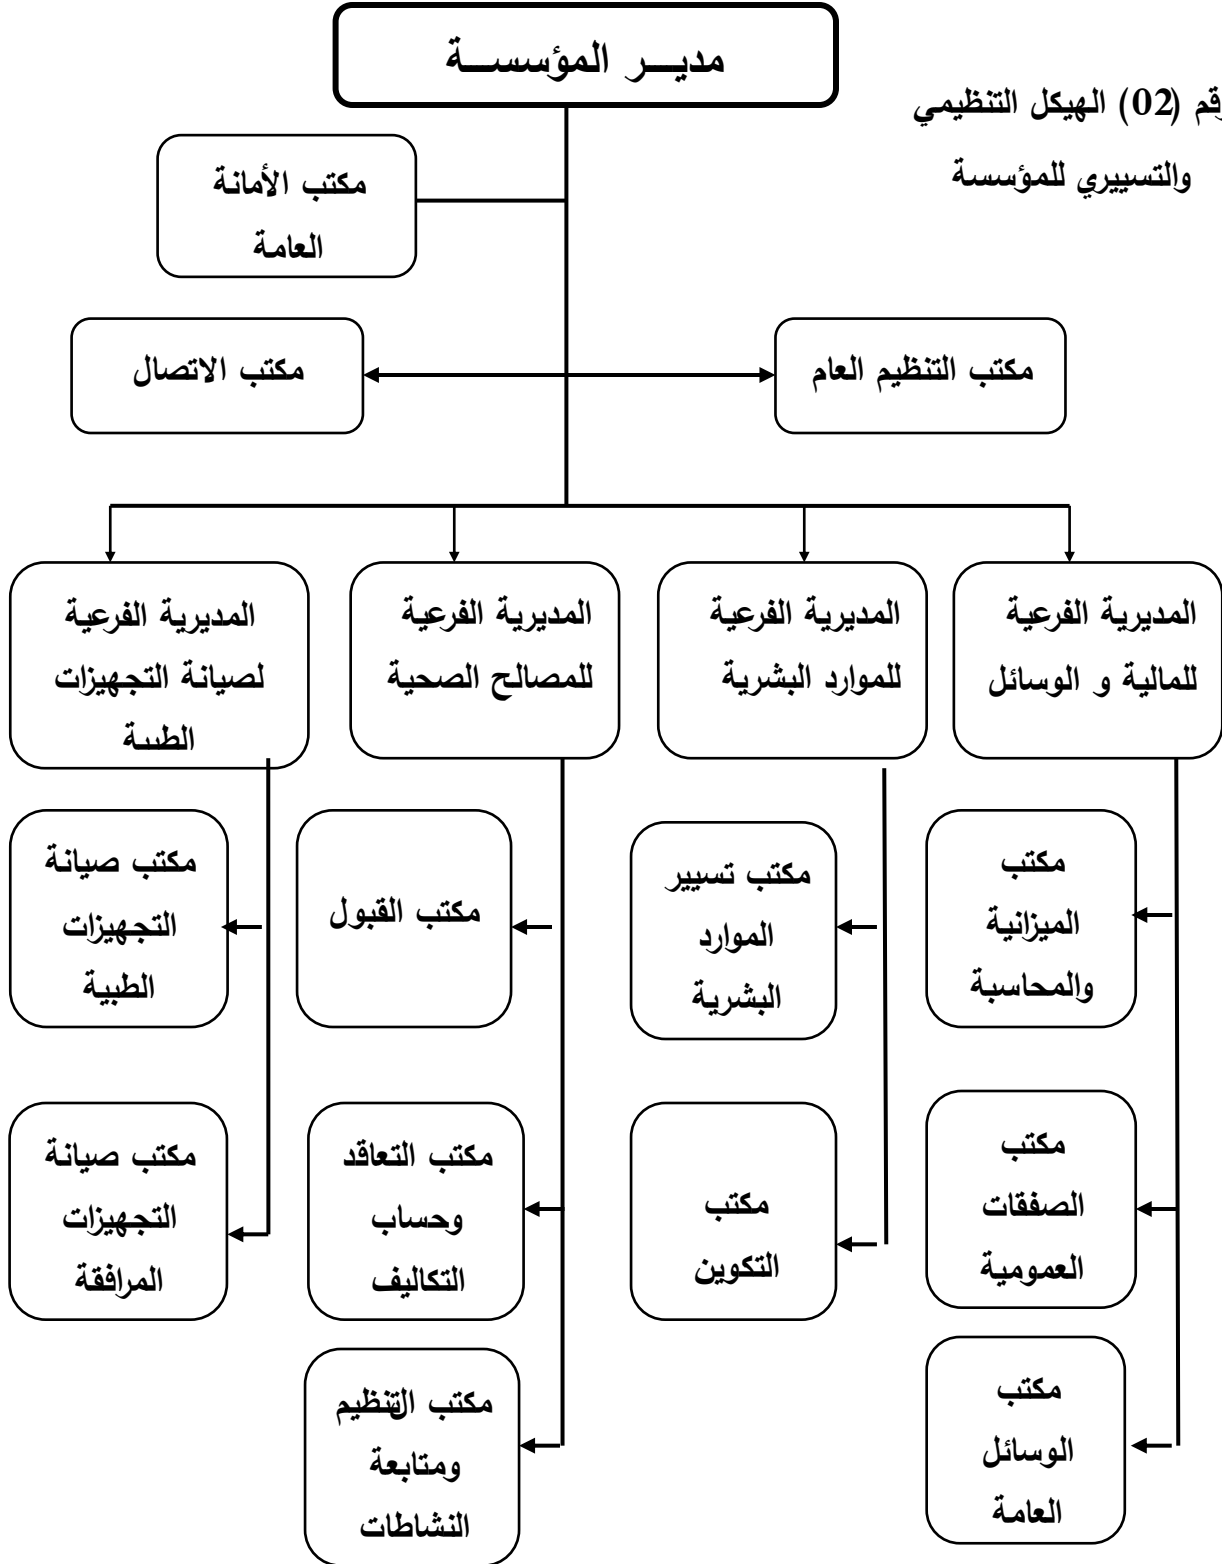 مديـــر المؤسســـة
رقم (02) الهيكل التنظيمي
والتسييري للمؤسسة
مكتب الأمانة
العامة
مكتب التنظيم العام
مكتب الاتصال
المديرية الفرعية
للمالية و الوسائل
المديرية الفرعية
للموارد البشرية
المديرية الفرعية
للمصالح الصحية
المديرية الفرعية
لصيانة التجهيزات
الطبية
مكتب
الميزانية
والمحاسبة
مكتب تسيير
الموارد
البشرية
مكتب القبول
مكتب صيانة
التجهيزات
الطبية
مكتب
الصفقات
العمومية
مكتب
التكوين
مكتب التعاقد
وحساب
التكاليف
مكتب صيانة
التجهيزات
المرافقة
مكتب
الوسائل
العامة
مكتب التنظيم
ومتابعة
النشاطات